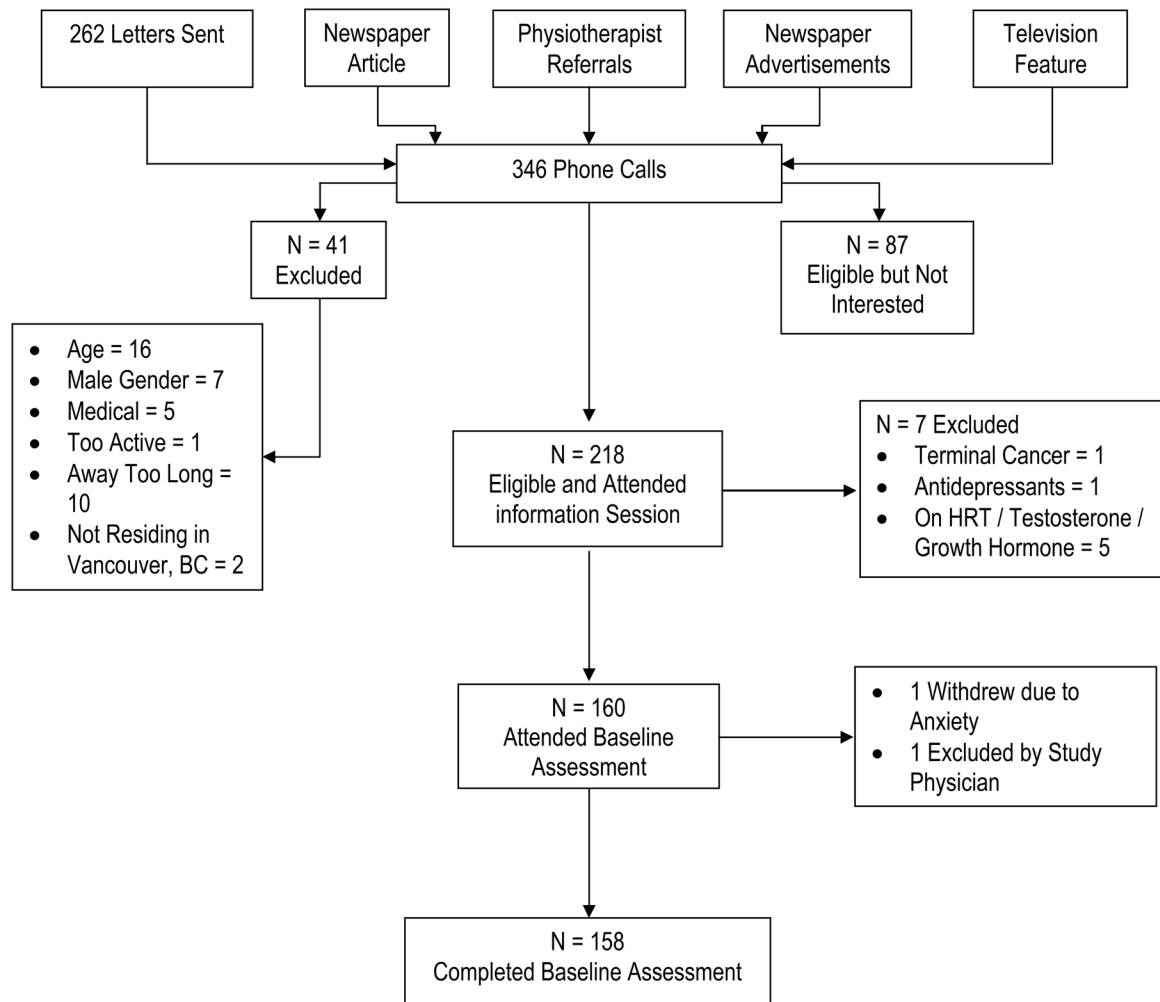 262 Letters Sent
Newspaper
Article
Physiotherapist
Referrals
Newspaper
Advertisements
Television
Feature
346 Phone Calls
N = 41
Excluded
N = 87
Eligible but Not
Interested
● Age = 16
● Male Gender = 7
● Medical = 5
● Too Active = 1
● Away Too Long =
10
● Not Residing in
Vancouver, BC = 2
N = 218
Eligible and Attended
information Session
N = 7 Excluded
● Terminal Cancer = 1
● Antidepressants = 1
● On HRT / Testosterone /
Growth Hormone = 5
N = 160
Attended Baseline
Assessment
● 1 Withdrew due to
Anxiety
● 1 Excluded by Study
Physician
N = 158
Completed Baseline Assessment